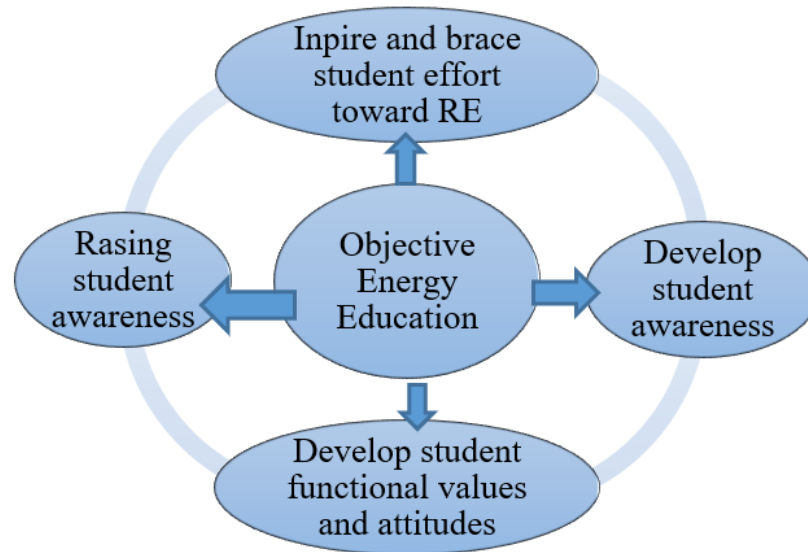 Inpire and brace
student effort
toward RE
Rasing
student
awareness
Objective
Energy
Education
Develop
student
awareness
Develop student
functional values
and attitudes